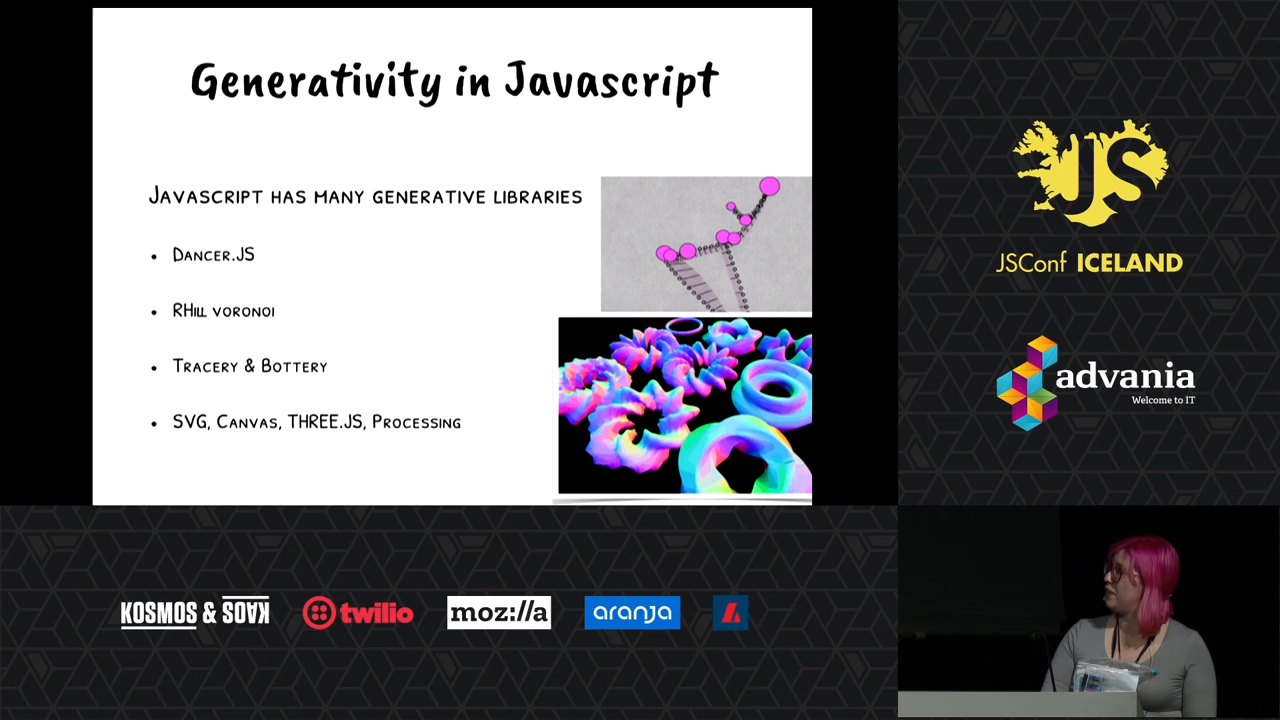 Generativity in Javascript
Javascript has many generative libraries
• Dancer.JS
• RHill voronoi
• Tracery & Bottery
• SVG, Canvas, THREE.JS, Processing
JS
JSConf ICELAND
advania
Welcome to IT
KOSMOS & KAOS
twilio
moz://a
aranja